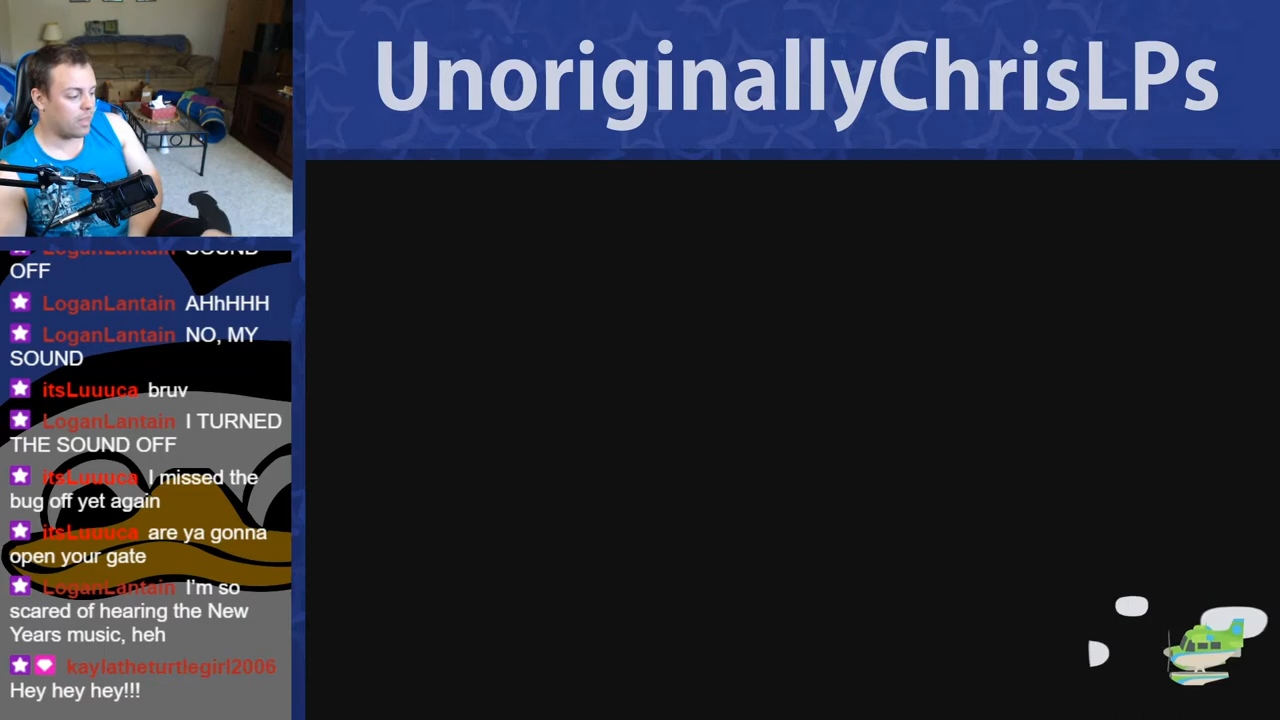 UnoriginallyChrisLPs
LoganLantain SOUND
OFF
LoganLantain AHhHHH
LoganLantain NO, MY
SOUND
itsLuuuca bruv
LoganLantain I TURNED
THE SOUND OFF
itsLuuuca I missed the
bug off yet again
itsLuuuca are ya gonna
open your gate
LoganLantain I'm so
scared of hearing the New
Years music, heh
kaylatheturtlegirl2006
Hey hey hey!!!